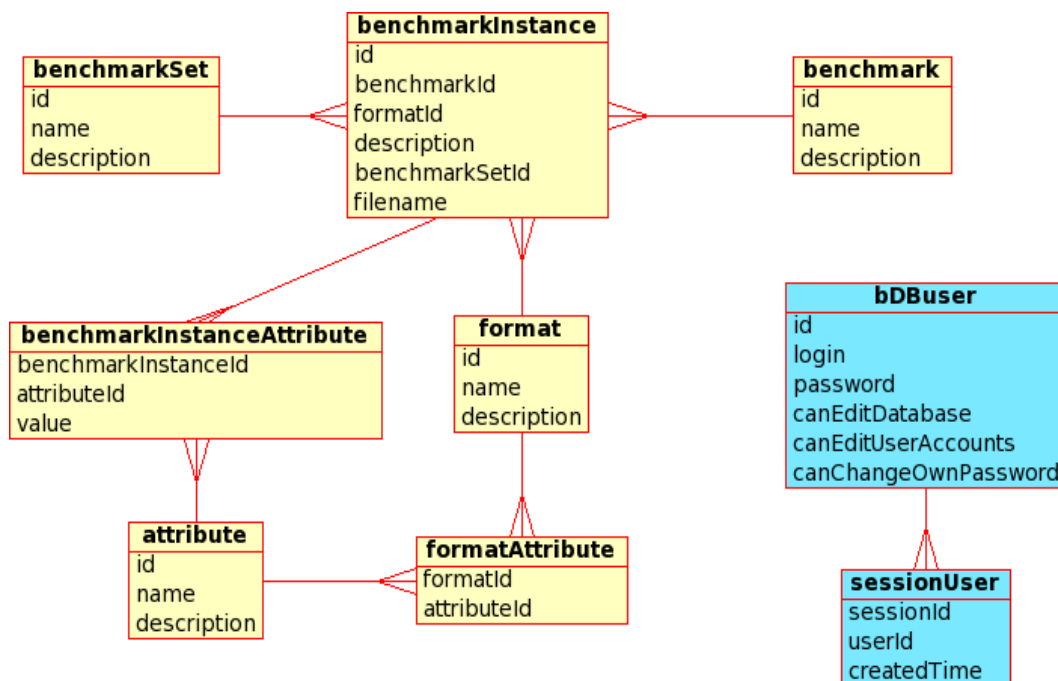 benchmarkInstance
id
benchmarkId
formatId
description
benchmarkSetId
filename
benchmarkSet
id
name
description
benchmark
id
name
description
benchmarkInstanceAttribute
benchmarkInstanceId
attributeId
value
format
id
name
description
bDBuser
id
login
password
canEditDatabase
canEditUserAccounts
canChangeOwnPassword
attribute
id
name
description
formatAttribute
formatId
attributeId
sessionUser
sessionId
userId
createdTime